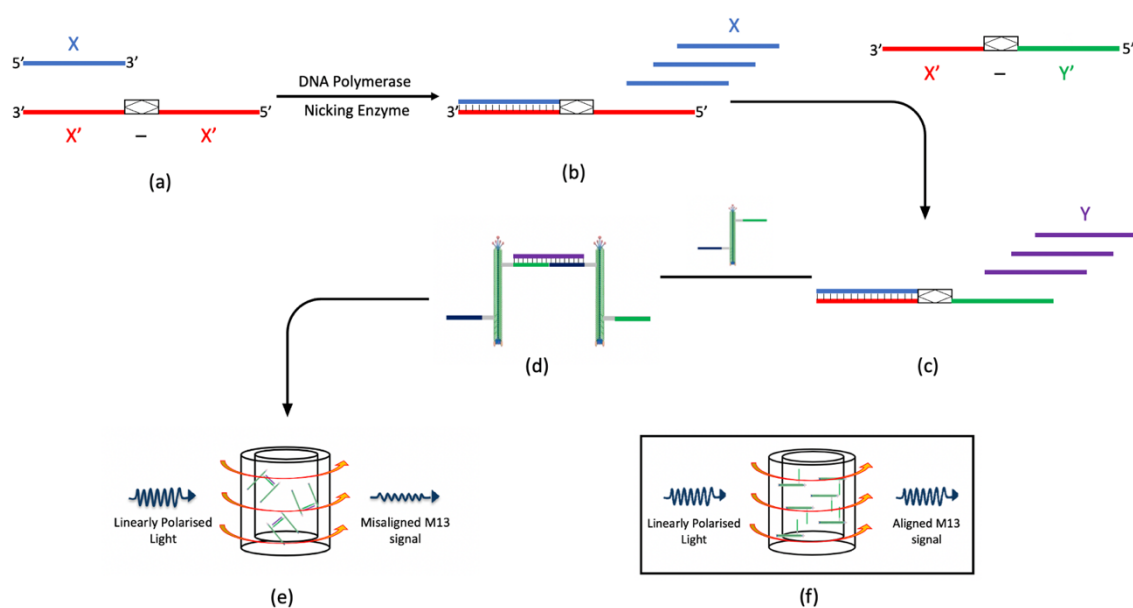 X
5’
3’
3’
5’
X’
–
X’
(a)
DNA Polymerase
Nicking Enzyme
X
3’
5’
(b)
3’
5’
X’
–
Y’
Y
(c)
(d)
Linearly Polarised
Light
Misaligned M13
signal
(e)
Linearly Polarised
Light
Aligned M13
signal
(f)